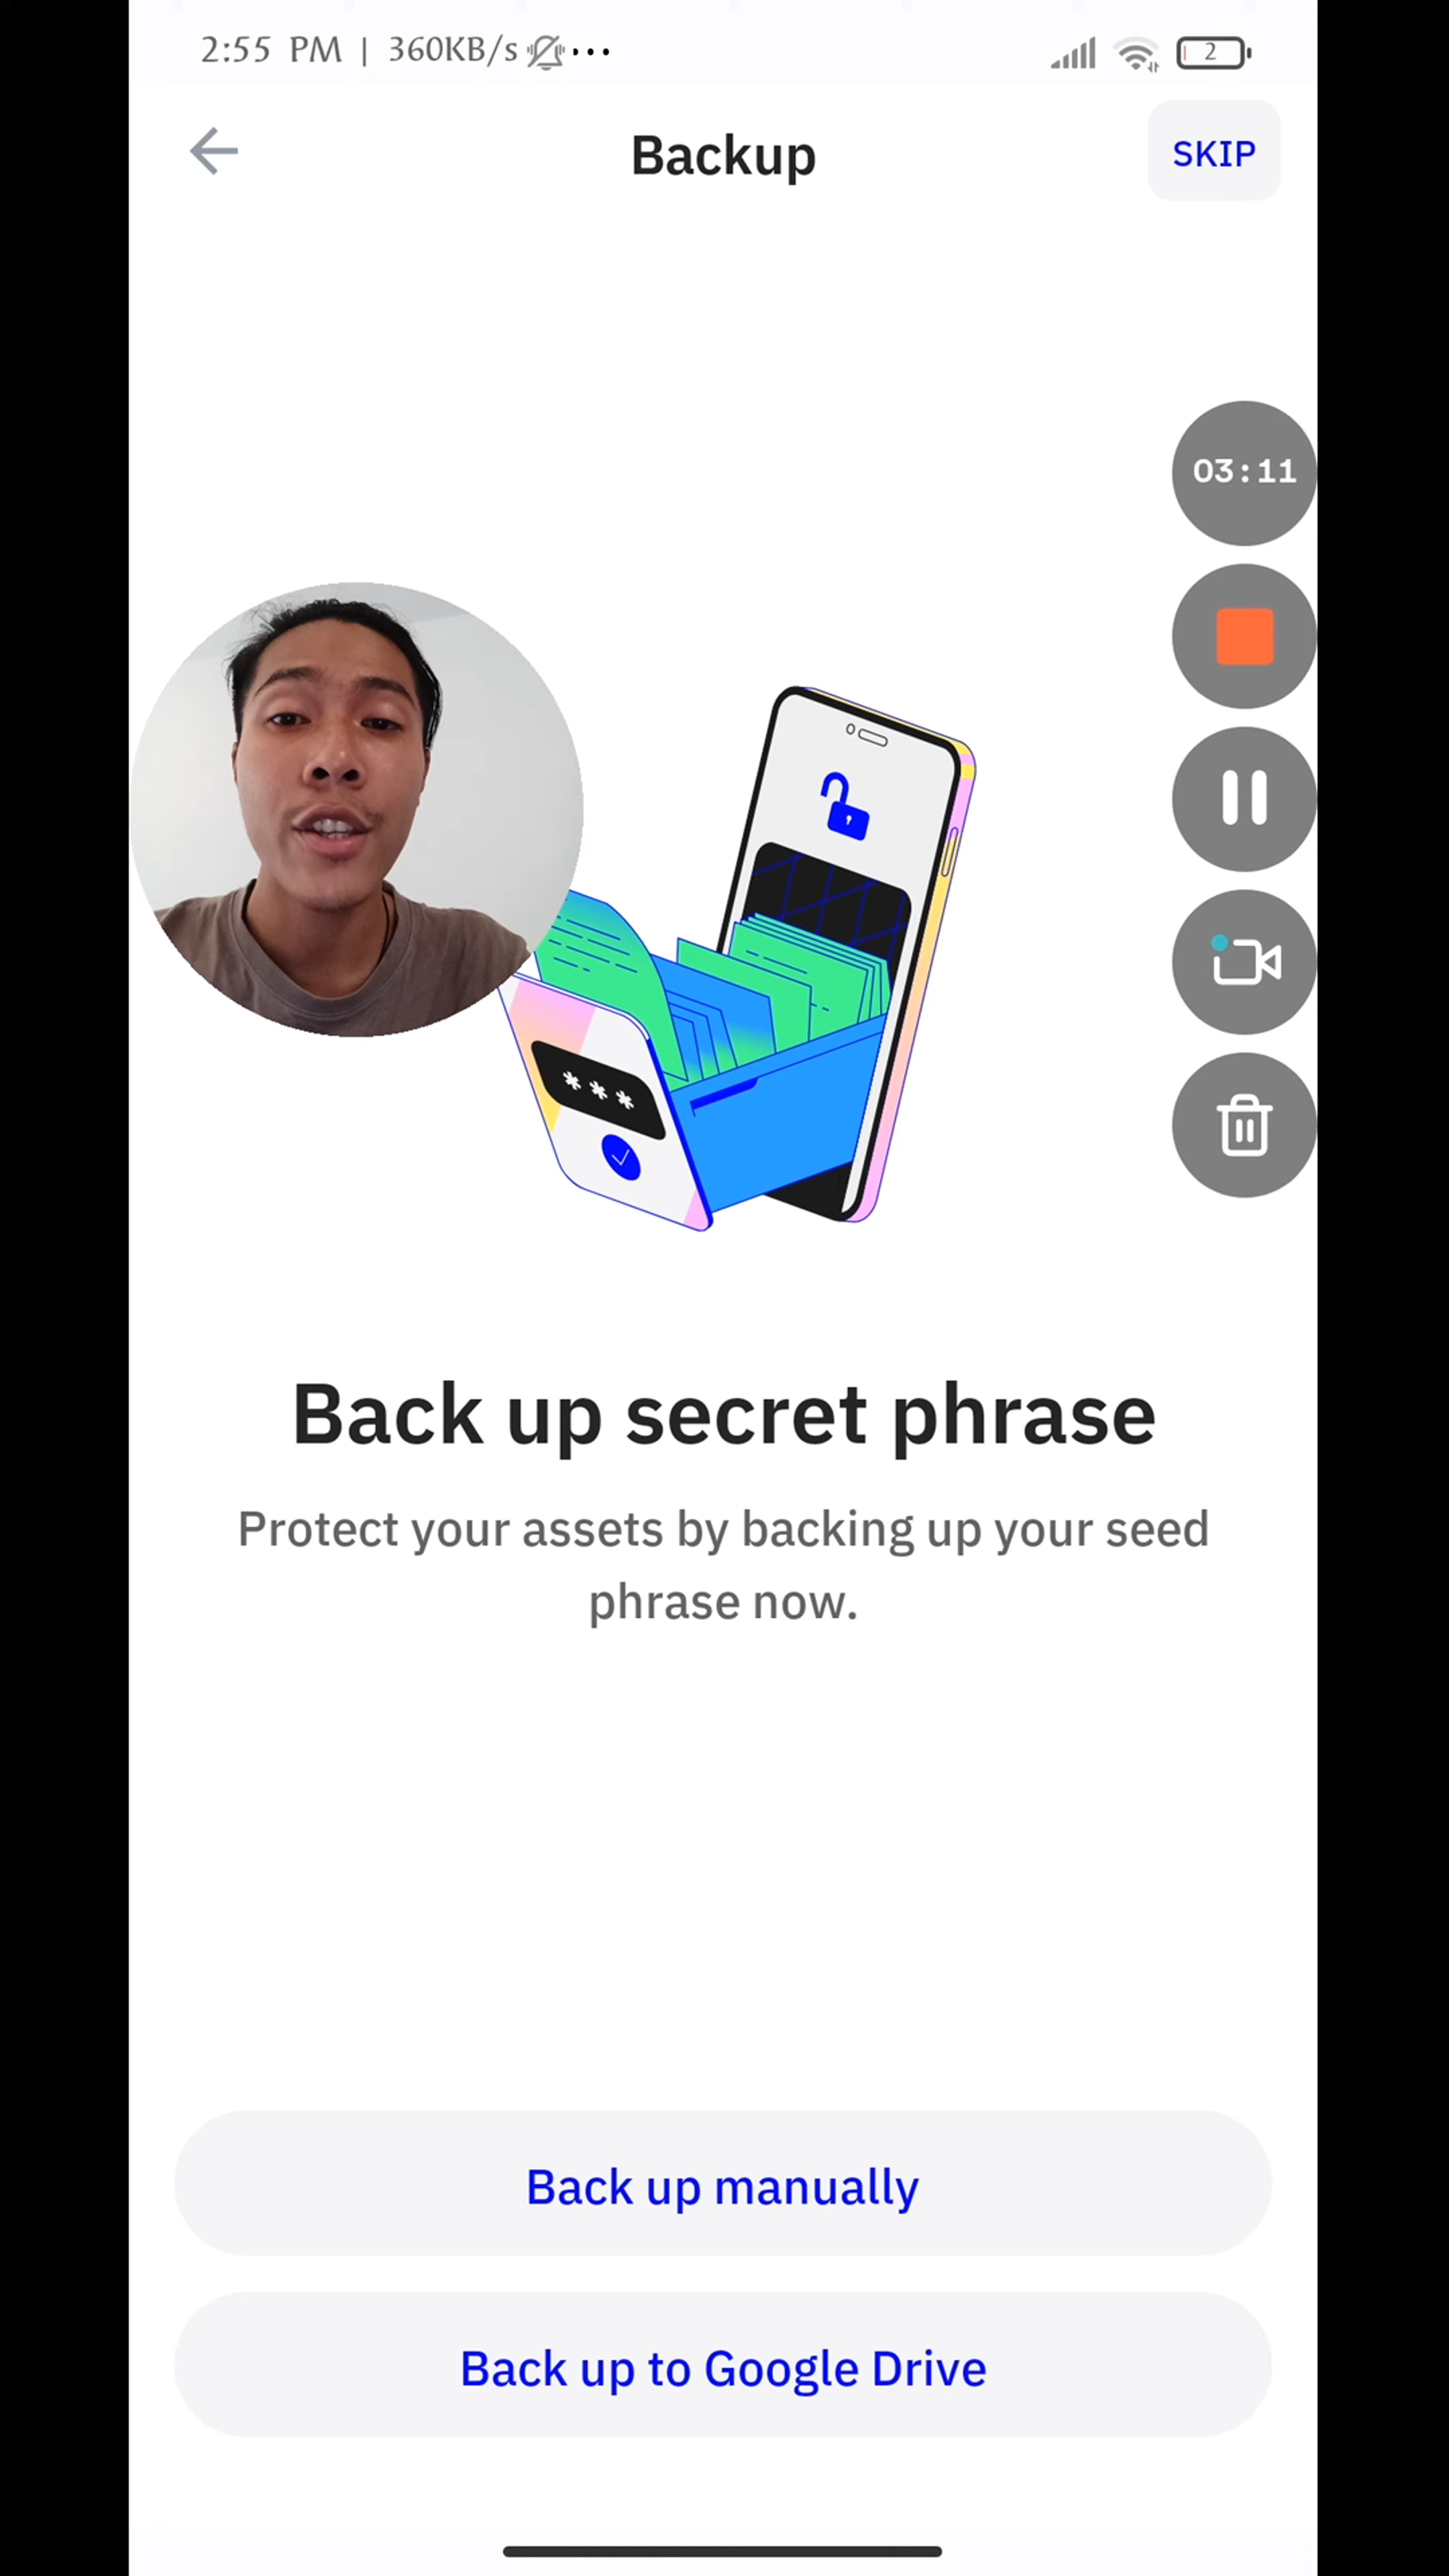 2:55 PM | 360KB/s ...
2
Backup
SKIP
03:11
***
Back up secret phrase
Protect your assets by backing up your seed
phrase now.
Back up manually
Back up to Google Drive